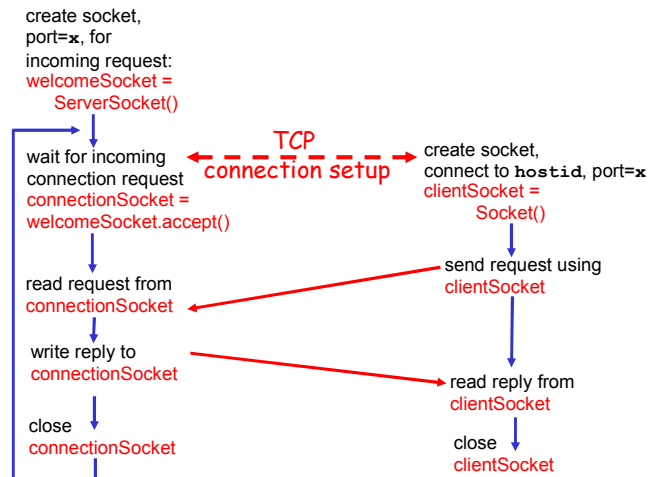 create socket,
port=x, for
incoming request:
welcomeSocket =
ServerSocket()
wait for incoming
connection request
connectionSocket =
welcomeSocket.accept()
read request from
connectionSocket
write reply to
connectionSocket
close
connectionSocket
TCP
connection setup
create socket,
connect to hostid, port=x
clientSocket =
Socket()
send request using
clientSocket
read reply from
clientSocket
close
clientSocket